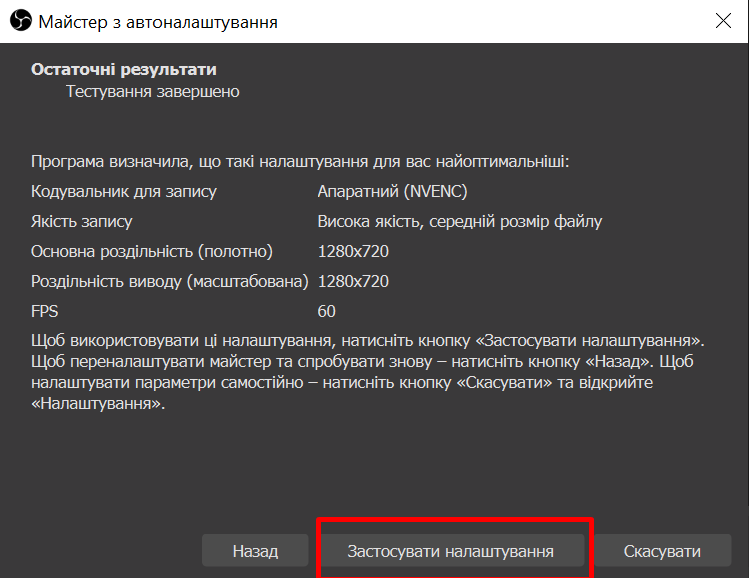 Майстер з автоналаштування
Остаточні результати
Тестування завершено
Програма визначила, що такі налаштування для вас найоптимальніші:
Кодувальник для запису Апаратний (NVENC)
Якість запису Висока якість, середній розмір файлу
Основна роздільність (полотно) 1280x720
Роздільність виводу (масштабована) 1280x720
FPS 60
Щоб використовувати ці налаштування, натисніть кнопку «Застосувати налаштування».
Щоб переналаштувати майстер та спробувати знову – натисніть кнопку «Назад». Щоб
налаштувати параметри самостійно – натисніть кнопку «Скасувати» та відкрийте
«Налаштування».
Назад Застосувати налаштування Скасувати